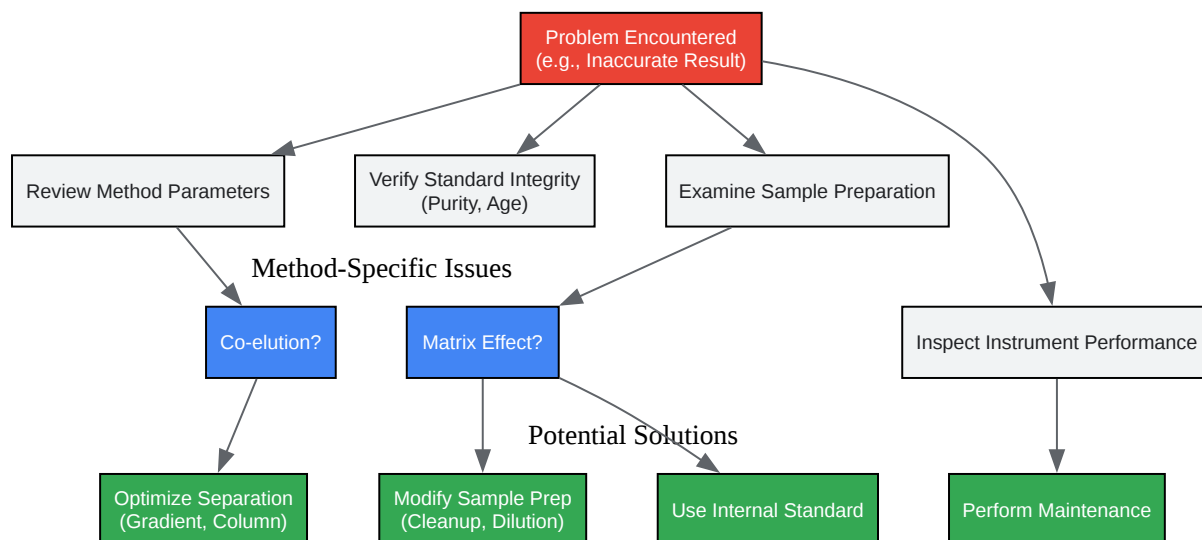 Problem Encountered
(e.g., Inaccurate Result)
Review Method Parameters
Verify Standard Integrity
(Purity, Age)
Examine Sample Preparation
Method-Specific Issues
Co-elution?
Matrix Effect?
Inspect Instrument Performance
Potential Solutions
Optimize Separation
(Gradient, Column)
Modify Sample Prep
(Cleanup, Dilution)
Use Internal Standard
Perform Maintenance